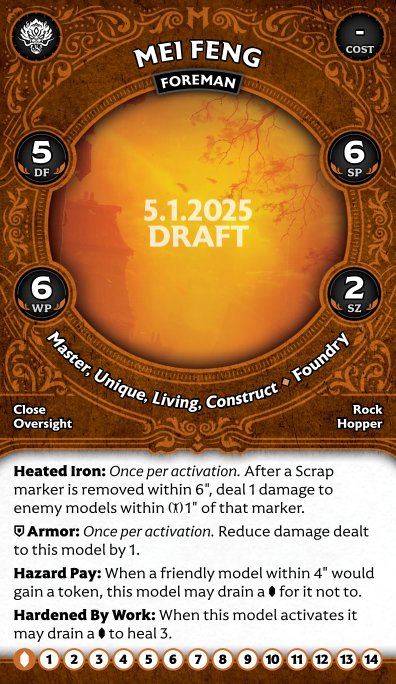 MEI FENG
-
COST
FOREMAN
5
DF
6
SP
5.1.2025
DRAFT
6
WP
2
SZ
Master, Unique, Living, Construct ⬥ Foundry
Close
Oversight
Rock
Hopper
Heated Iron: Once per activation. After a Scrap
marker is removed within 6", deal 1 damage to
enemy models within 1" of that marker.
Armor: Once per activation. Reduce damage dealt
to this model by 1.
Hazard Pay: When a friendly model within 4" would
gain a token, this model may drain a for it not to.
Hardened By Work: When this model activates it
may drain a to heal 3.
1 2 3 4 5 6 7 8 9 10 11 12 13 14